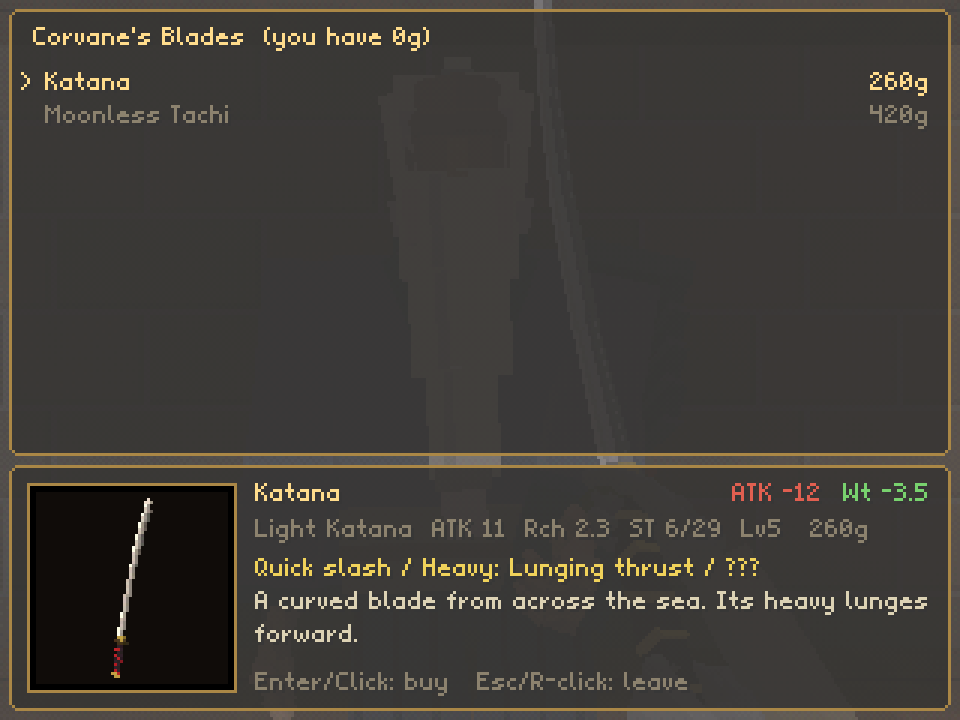 Corvane's Blades (you have 0g)
> Katana 260g
Moonless Tachi 420g
Katana ATK -12 Wt -3.5
Light Katana ATK 11 Rch 2.3 ST 6/29 Lv5 260g
Quick slash / Heavy: Lunging thrust / ???
A curved blade from across the sea. Its heavy lunges
forward.
Enter/Click: buy Esc/R-click: leave